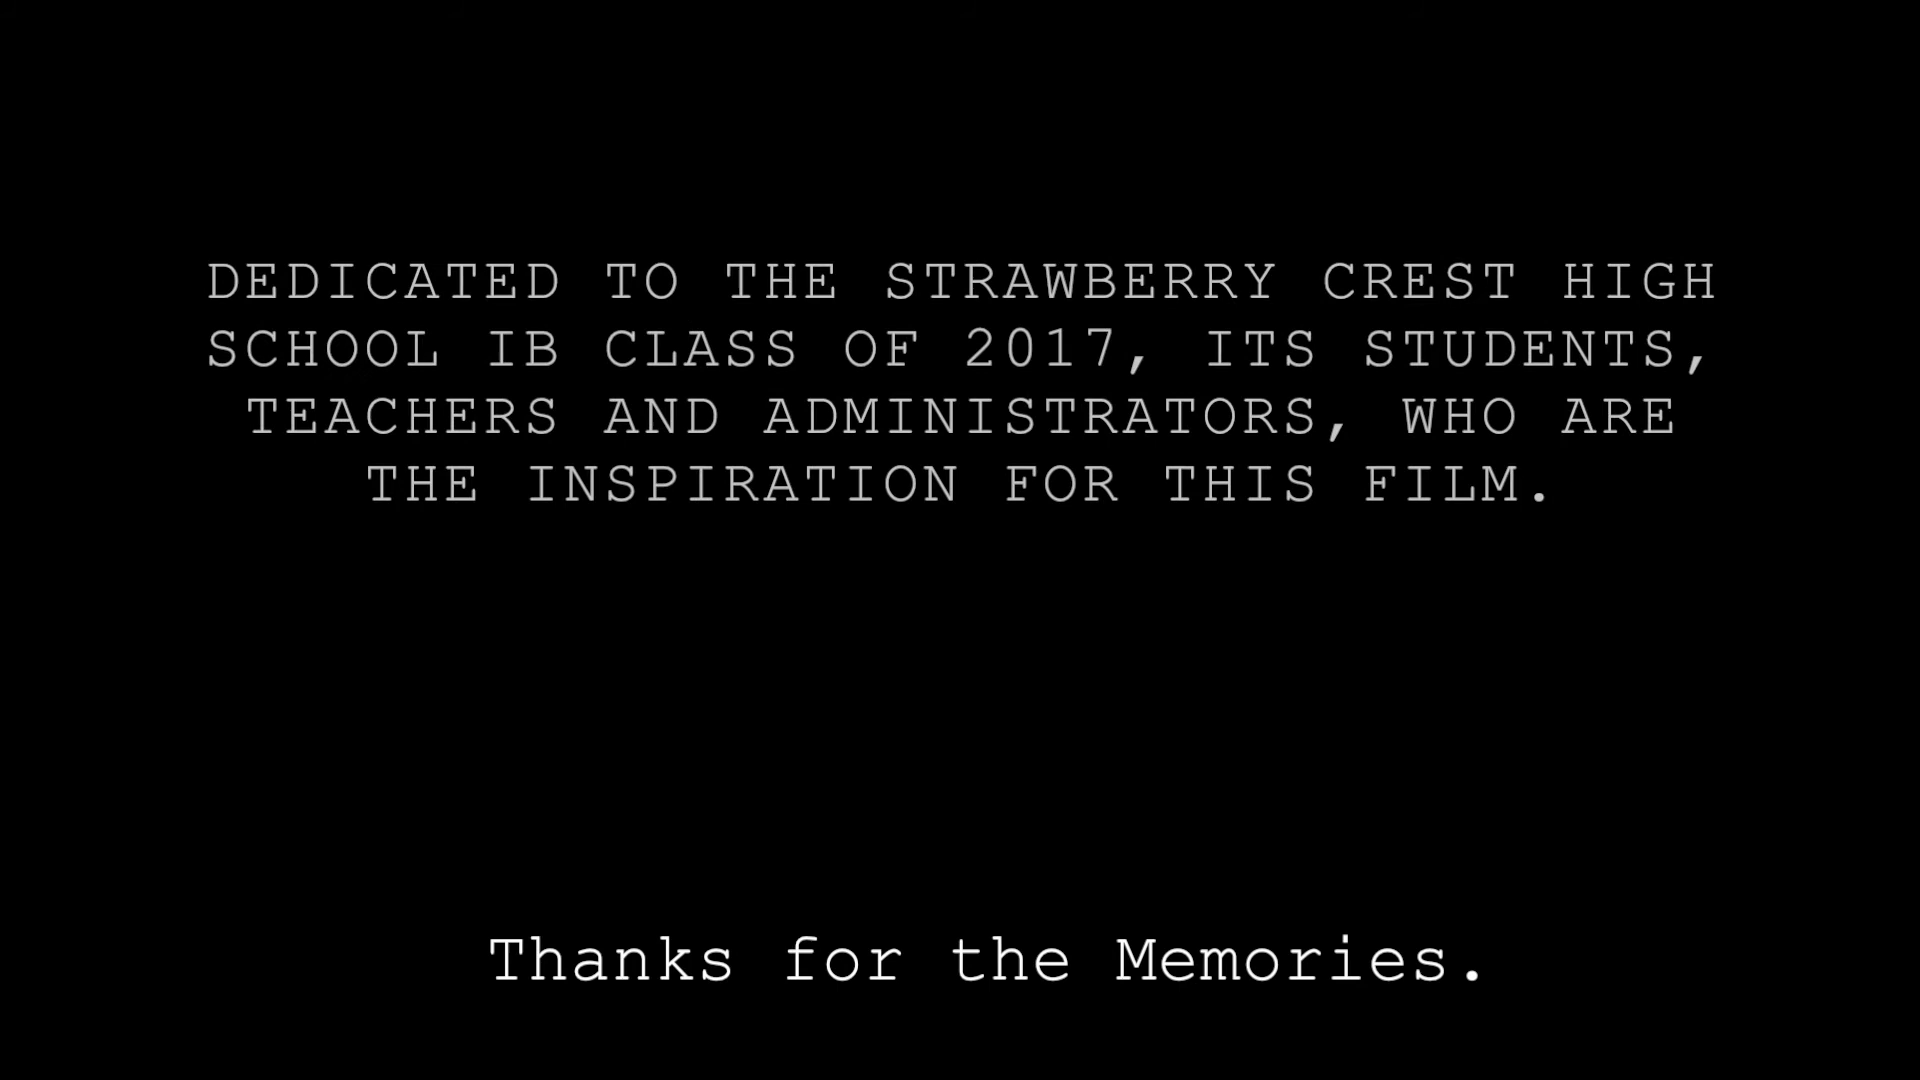 DEDICATED TO THE STRAWBERRY CREST HIGH
SCHOOL IB CLASS OF 2017, ITS STUDENTS,
TEACHERS AND ADMINISTRATORS, WHO ARE
THE INSPIRATION FOR THIS FILM.
Thanks for the Memories.